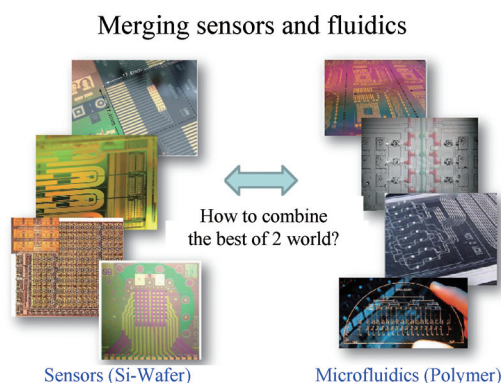 Merging sensors and fluidics
How to combine
the best of 2 world?
Sensors (Si-Wafer)
Microfluidics (Polymer)